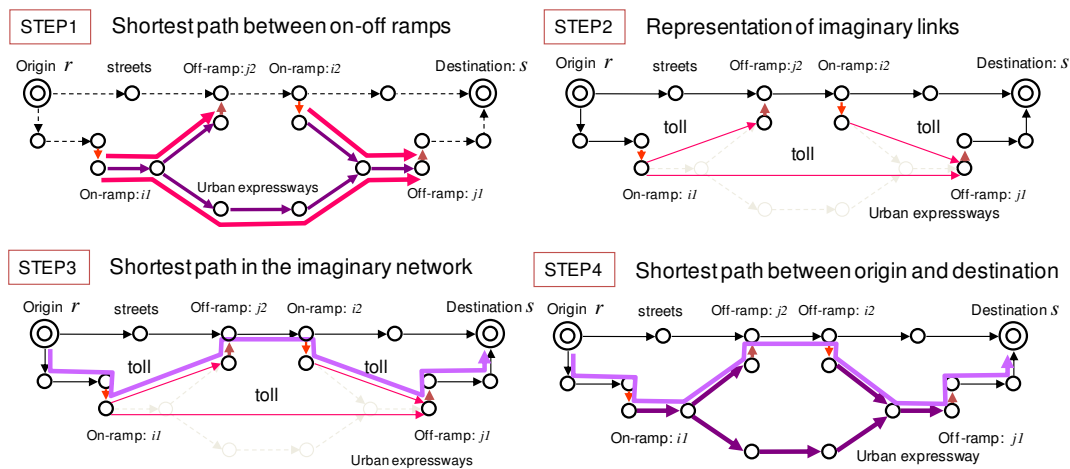 STEP1 Shortest path between on-off ramps
Origin r
streets
Off-ramp: j2
On-ramp: i2
Destination: s
On-ramp: i1
Urban expressways
Off-ramp: j1
STEP2 Representation of imaginary links
Origin r
streets
Off-ramp: j2
On-ramp: i2
Destination: s
toll
toll
toll
On-ramp: i1
Off-ramp: j1
Urban expressways
STEP3 Shortest path in the imaginary network
Origin r
streets
Off-ramp: j2
On-ramp: i2
Destination s
toll
toll
toll
On-ramp: i1
Off-ramp: j1
Urban expressways
STEP4 Shortest path between origin and destination
Origin r
streets
Off-ramp: j2
Off-ramp: i2
Destination s
On-ramp: i1
Off-ramp: j1
Urban expressways